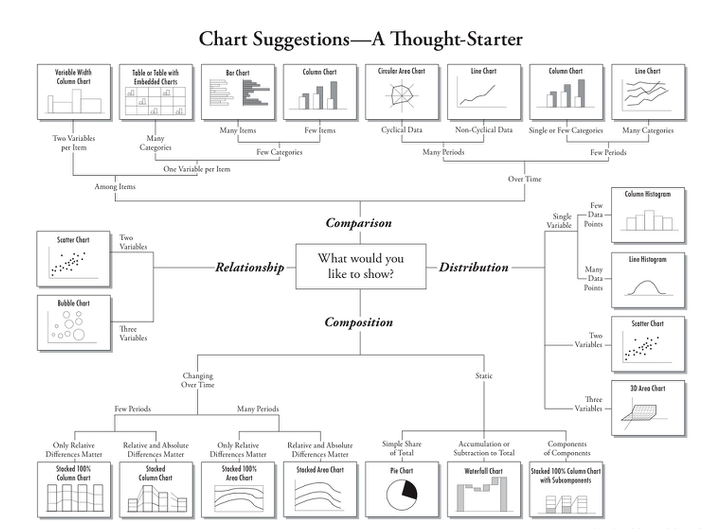 Chart Suggestions—A Thought-Starter
Variable Width
Column Chart
Table or Table with
Embedded Charts
Bar Chart
Column Chart
Circular Area Chart
Line Chart
Column Chart
Line Chart
Two Variables
per Item
Many
Categories
Many Items
Few Items
Cyclical Data
Non-Cyclical Data
Single or Few Categories
Many Categories
Few Categories
Many Periods
Few Periods
One Variable per Item
Among Items
Over Time
Comparison
What would you
like to show?
Relationship
Distribution
Composition
Scatter Chart
Two
Variables
Bubble Chart
Three
Variables
Single
Variable
Few
Data
Points
Column Histogram
Many
Data
Points
Line Histogram
Two
Variables
Scatter Chart
Three
Variables
3D Area Chart
Changing
Over Time
Static
Few Periods
Many Periods
Only Relative
Differences Matter
Relative and Absolute
Differences Matter
Only Relative
Differences Matter
Relative and Absolute
Differences Matter
Simple Share
of Total
Accumulation or
Subtraction to Total
Components
of Components
Stacked 100%
Column Chart
Stacked
Column Chart
Stacked 100%
Area Chart
Stacked Area Chart
Pie Chart
Waterfall Chart
Stacked 100% Column Chart
with Subcomponents